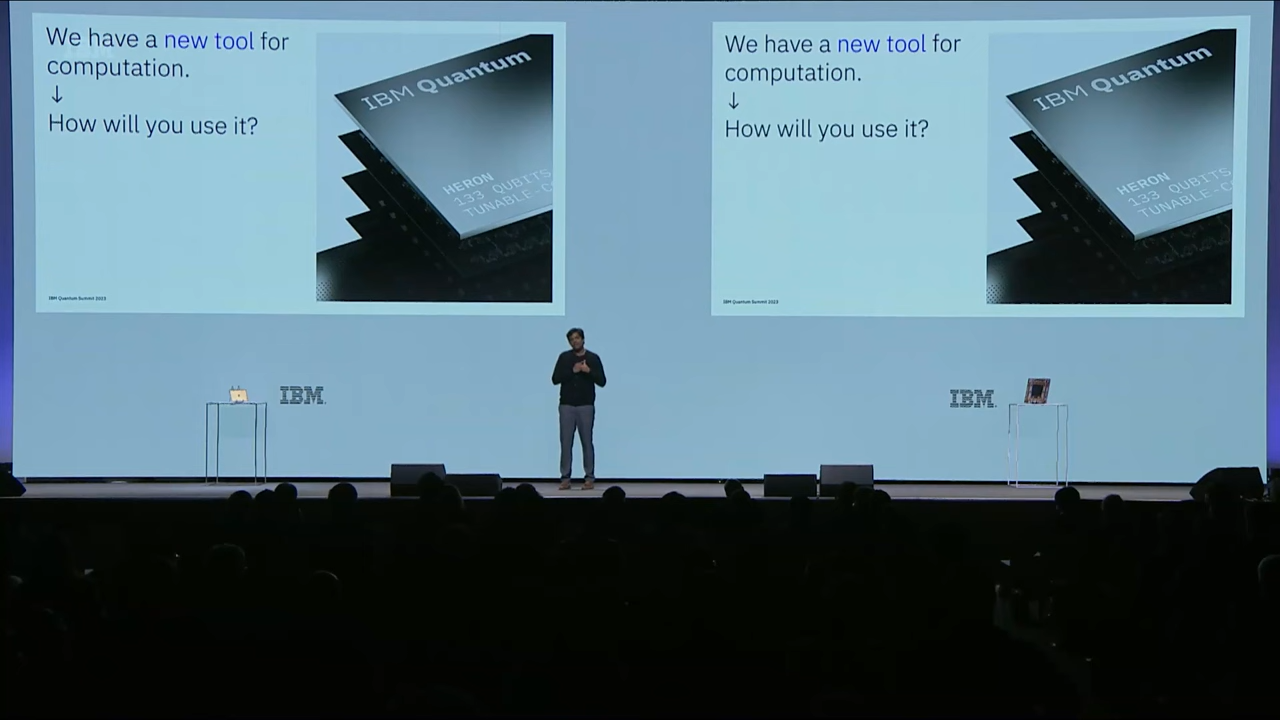 We have a new tool for
computation.
↓
How will you use it?
IBM Quantum
HERON
133 QUBITS
TUNABLE-C
IBM Quantum Summit 2023
We have a new tool for
computation.
↓
How will you use it?
IBM Quantum
HERON
133 QUBITS
TUNABLE-C
IBM Quantum Summit 2023
IBM
IBM